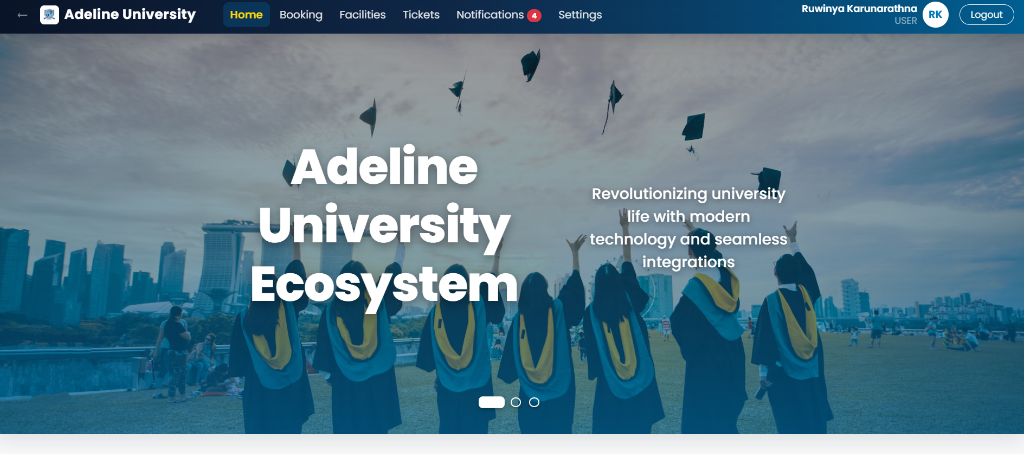 ← Adeline University Home Booking Facilities Tickets Notifications 4 Settings Ruwinya Karunarathna RK Logout
USER
Adeline
University
Ecosystem
Revolutionizing university
life with modern
technology and seamless
integrations